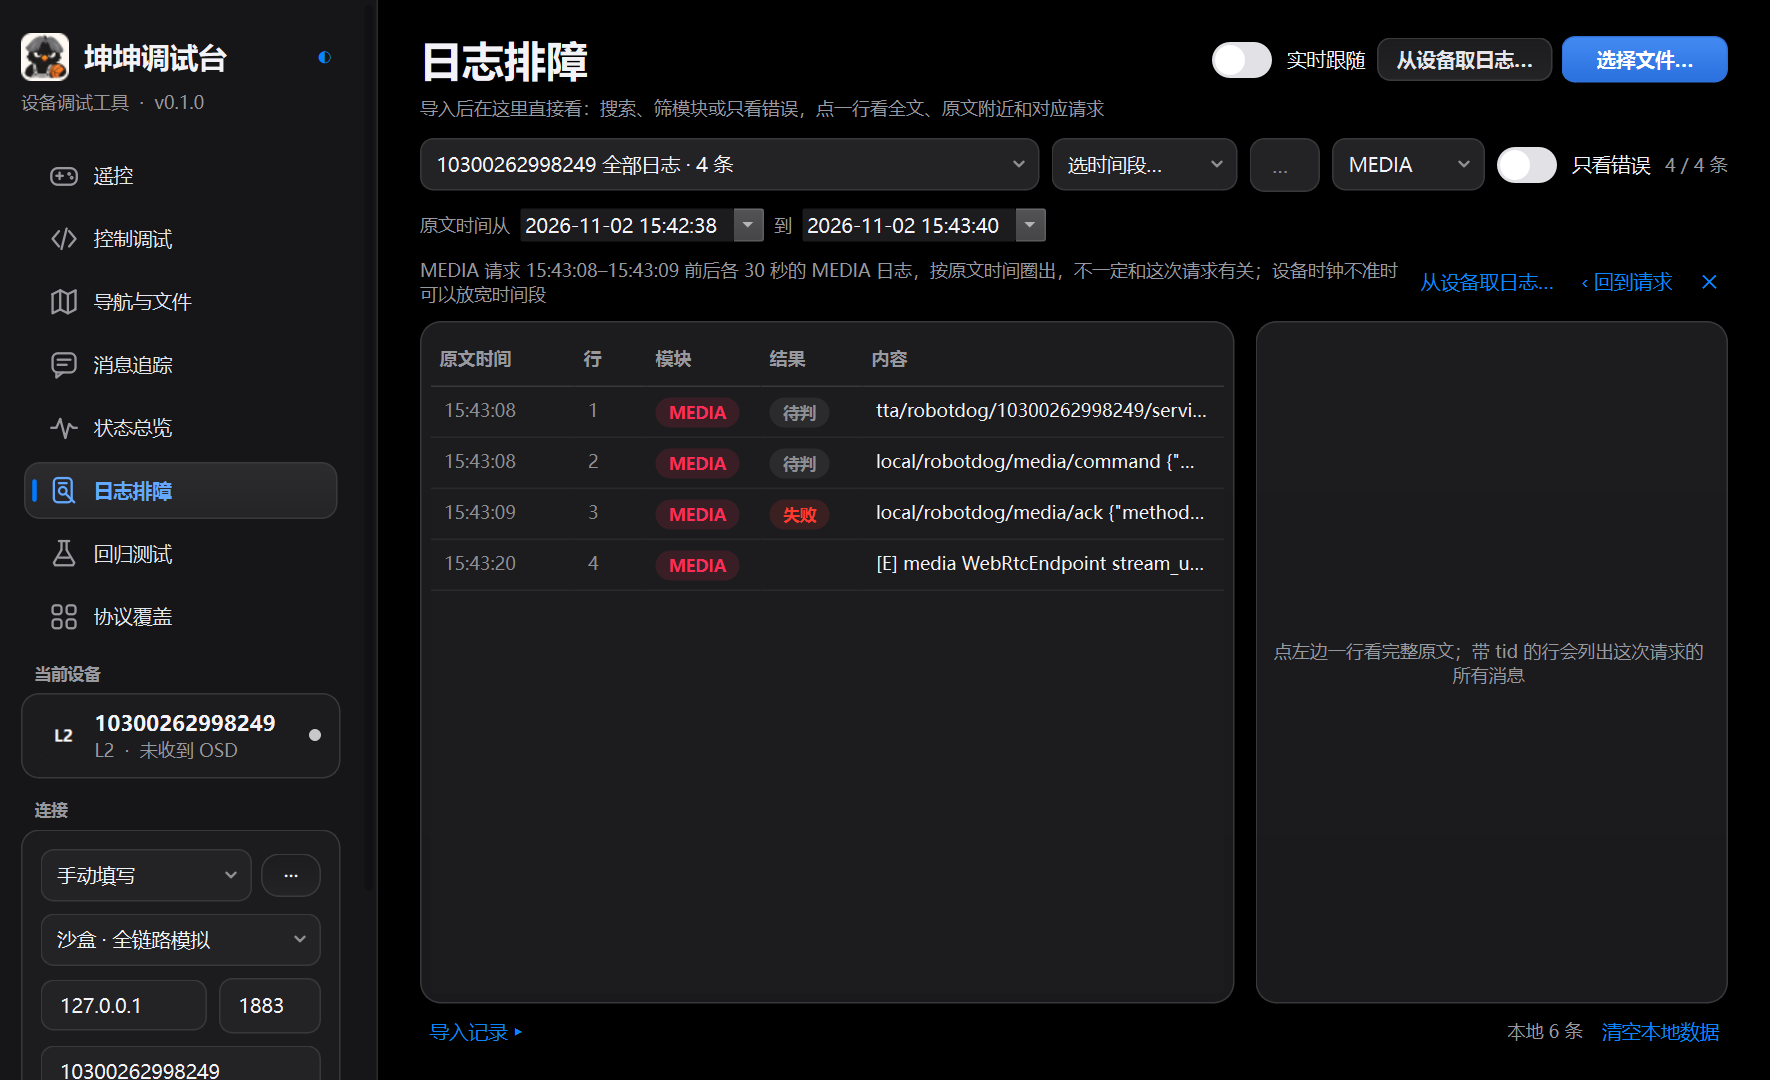 坤坤调试台
设备调试工具 · v0.1.0
遥控
控制调试
导航与文件
消息追踪
状态总览
日志排障
回归测试
协议覆盖
当前设备
L2
10300262998249
L2 · 未收到 OSD
连接
手动填写
...
沙盒 · 全链路模拟
127.0.0.1
1883
10300262998249
日志排障
实时跟随
从设备取日志...
选择文件...
导入后在这里直接看：搜索、筛模块或只看错误，点一行看全文、原文附近和对应请求
10300262998249 全部日志 · 4 条
选时间段...
...
MEDIA
只看错误
4 / 4 条
原文时间从 2026-11-02 15:42:38 到 2026-11-02 15:43:40
MEDIA 请求 15:43:08–15:43:09 前后各 30 秒的 MEDIA 日志，按原文时间圈出，不一定和这次请求有关；设备时钟不准时
可以放宽时间段
从设备取日志...
‹ 回到请求
×
原文时间 行 模块 结果 内容
15:43:08 1 MEDIA 待判 tta/robotdog/10300262998249/servi...
15:43:08 2 MEDIA 待判 local/robotdog/media/command {"...
15:43:09 3 MEDIA 失败 local/robotdog/media/ack {"method...
15:43:20 4 MEDIA [E] media WebRtcEndpoint stream_u...
点左边一行看完整原文；带 tid 的行会列出这次请求的
所有消息
导入记录 ▸
本地 6 条
清空本地数据